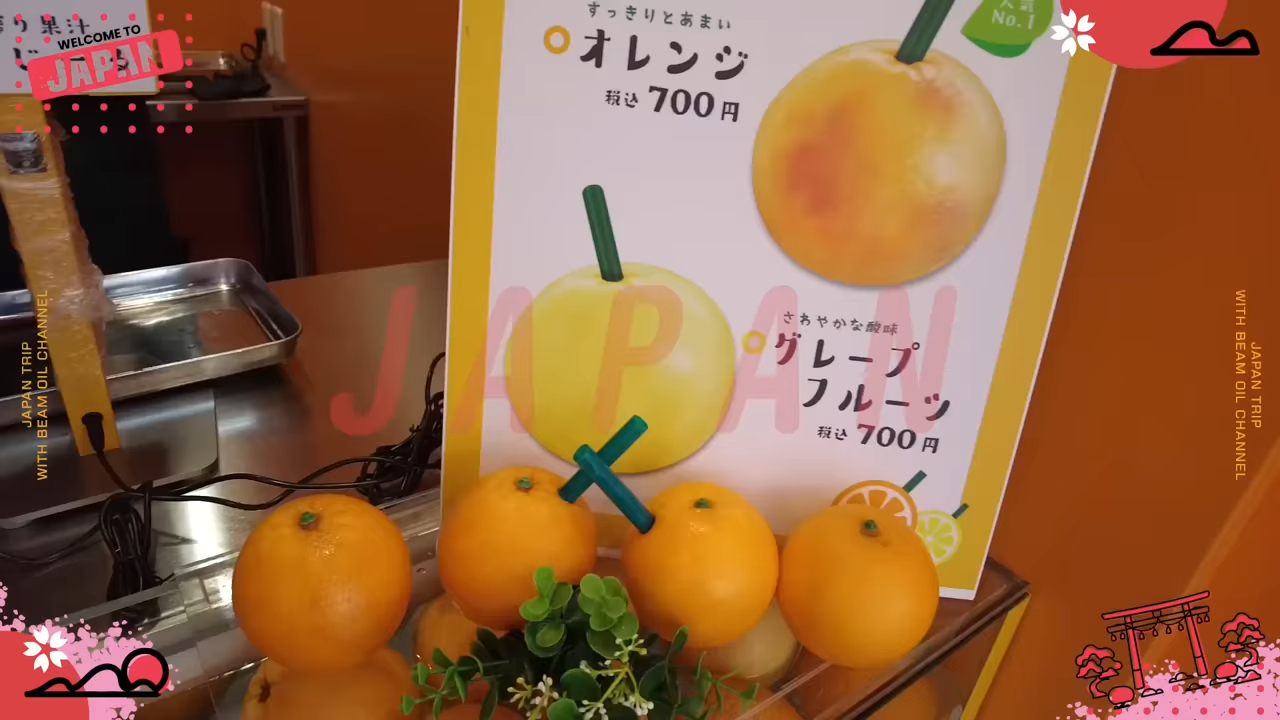 り果汁
WELCOME TO
JAPAN
すっきりとあまい
オレンジ
税込 700円
人気
No.1
JAPAN
さわやかな酸味
グレープ
フルーツ
税込 700円
JAPAN TRIP
WITH BEAM OIL CHANNEL
JAPAN TRIP
WITH BEAM OIL CHANNEL